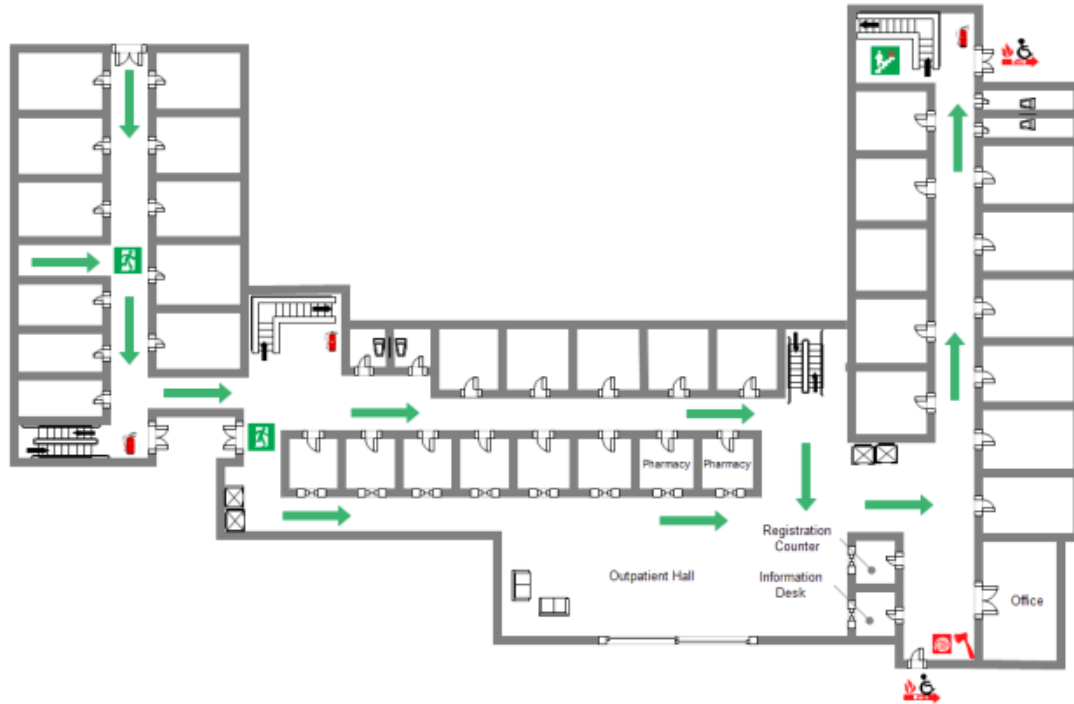 Pharmacy
Pharmacy
Registration
Counter
Outpatient Hall
Information
Desk
Office